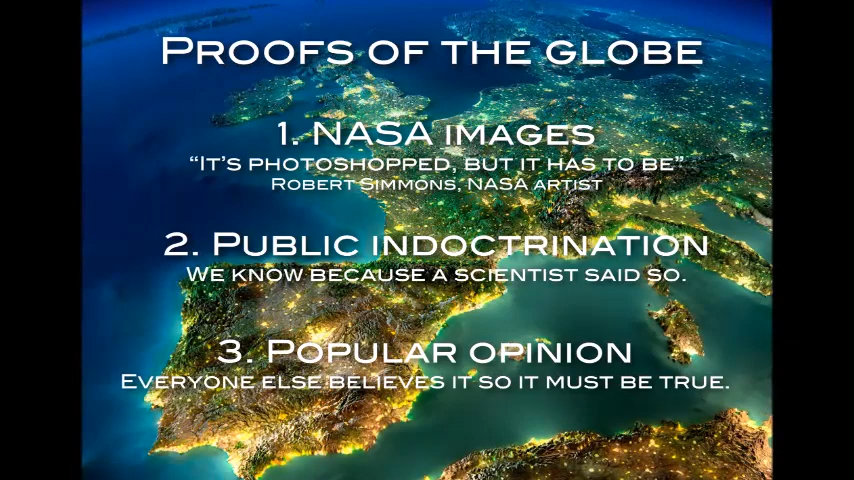 PROOFS OF THE GLOBE
1. NASA IMAGES
“IT'S PHOTOSHOPPED, BUT IT HAS TO BE”
ROBERT SIMMONS, NASA ARTIST
2. PUBLIC INDOCTRINATION
WE KNOW BECAUSE A SCIENTIST SAID SO.
3. POPULAR OPINION
EVERYONE ELSE BELIEVES IT SO IT MUST BE TRUE.